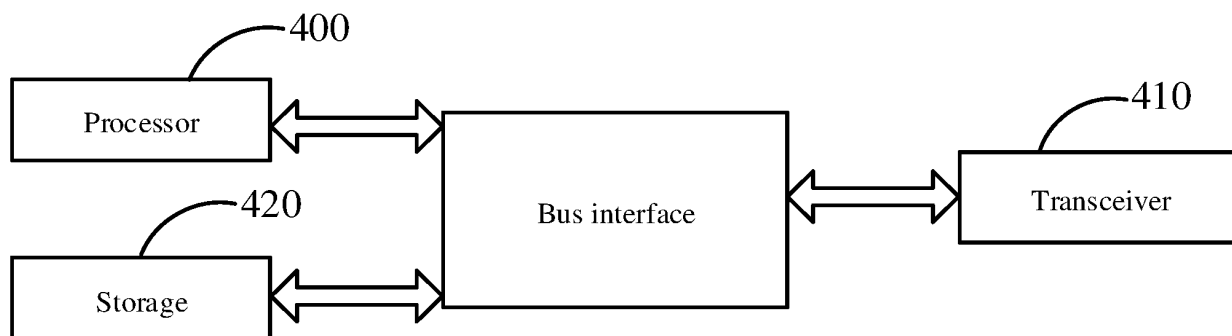 400
Processor
410
Bus interface
Transceiver
420
Storage